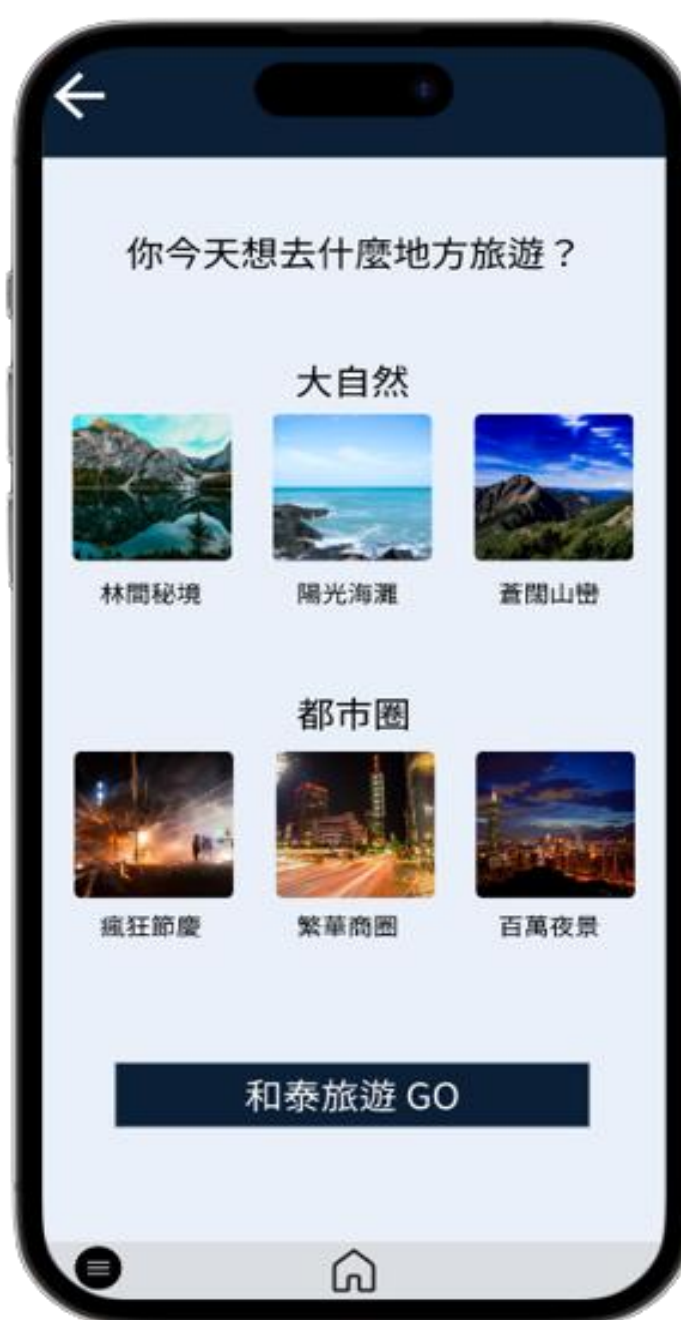 你今天想去什麼地方旅遊？
大自然
林間秘境
陽光海灘
蒼闊山巒
都市圈
瘋狂節慶
繁華商圈
百萬夜景
和泰旅遊 GO